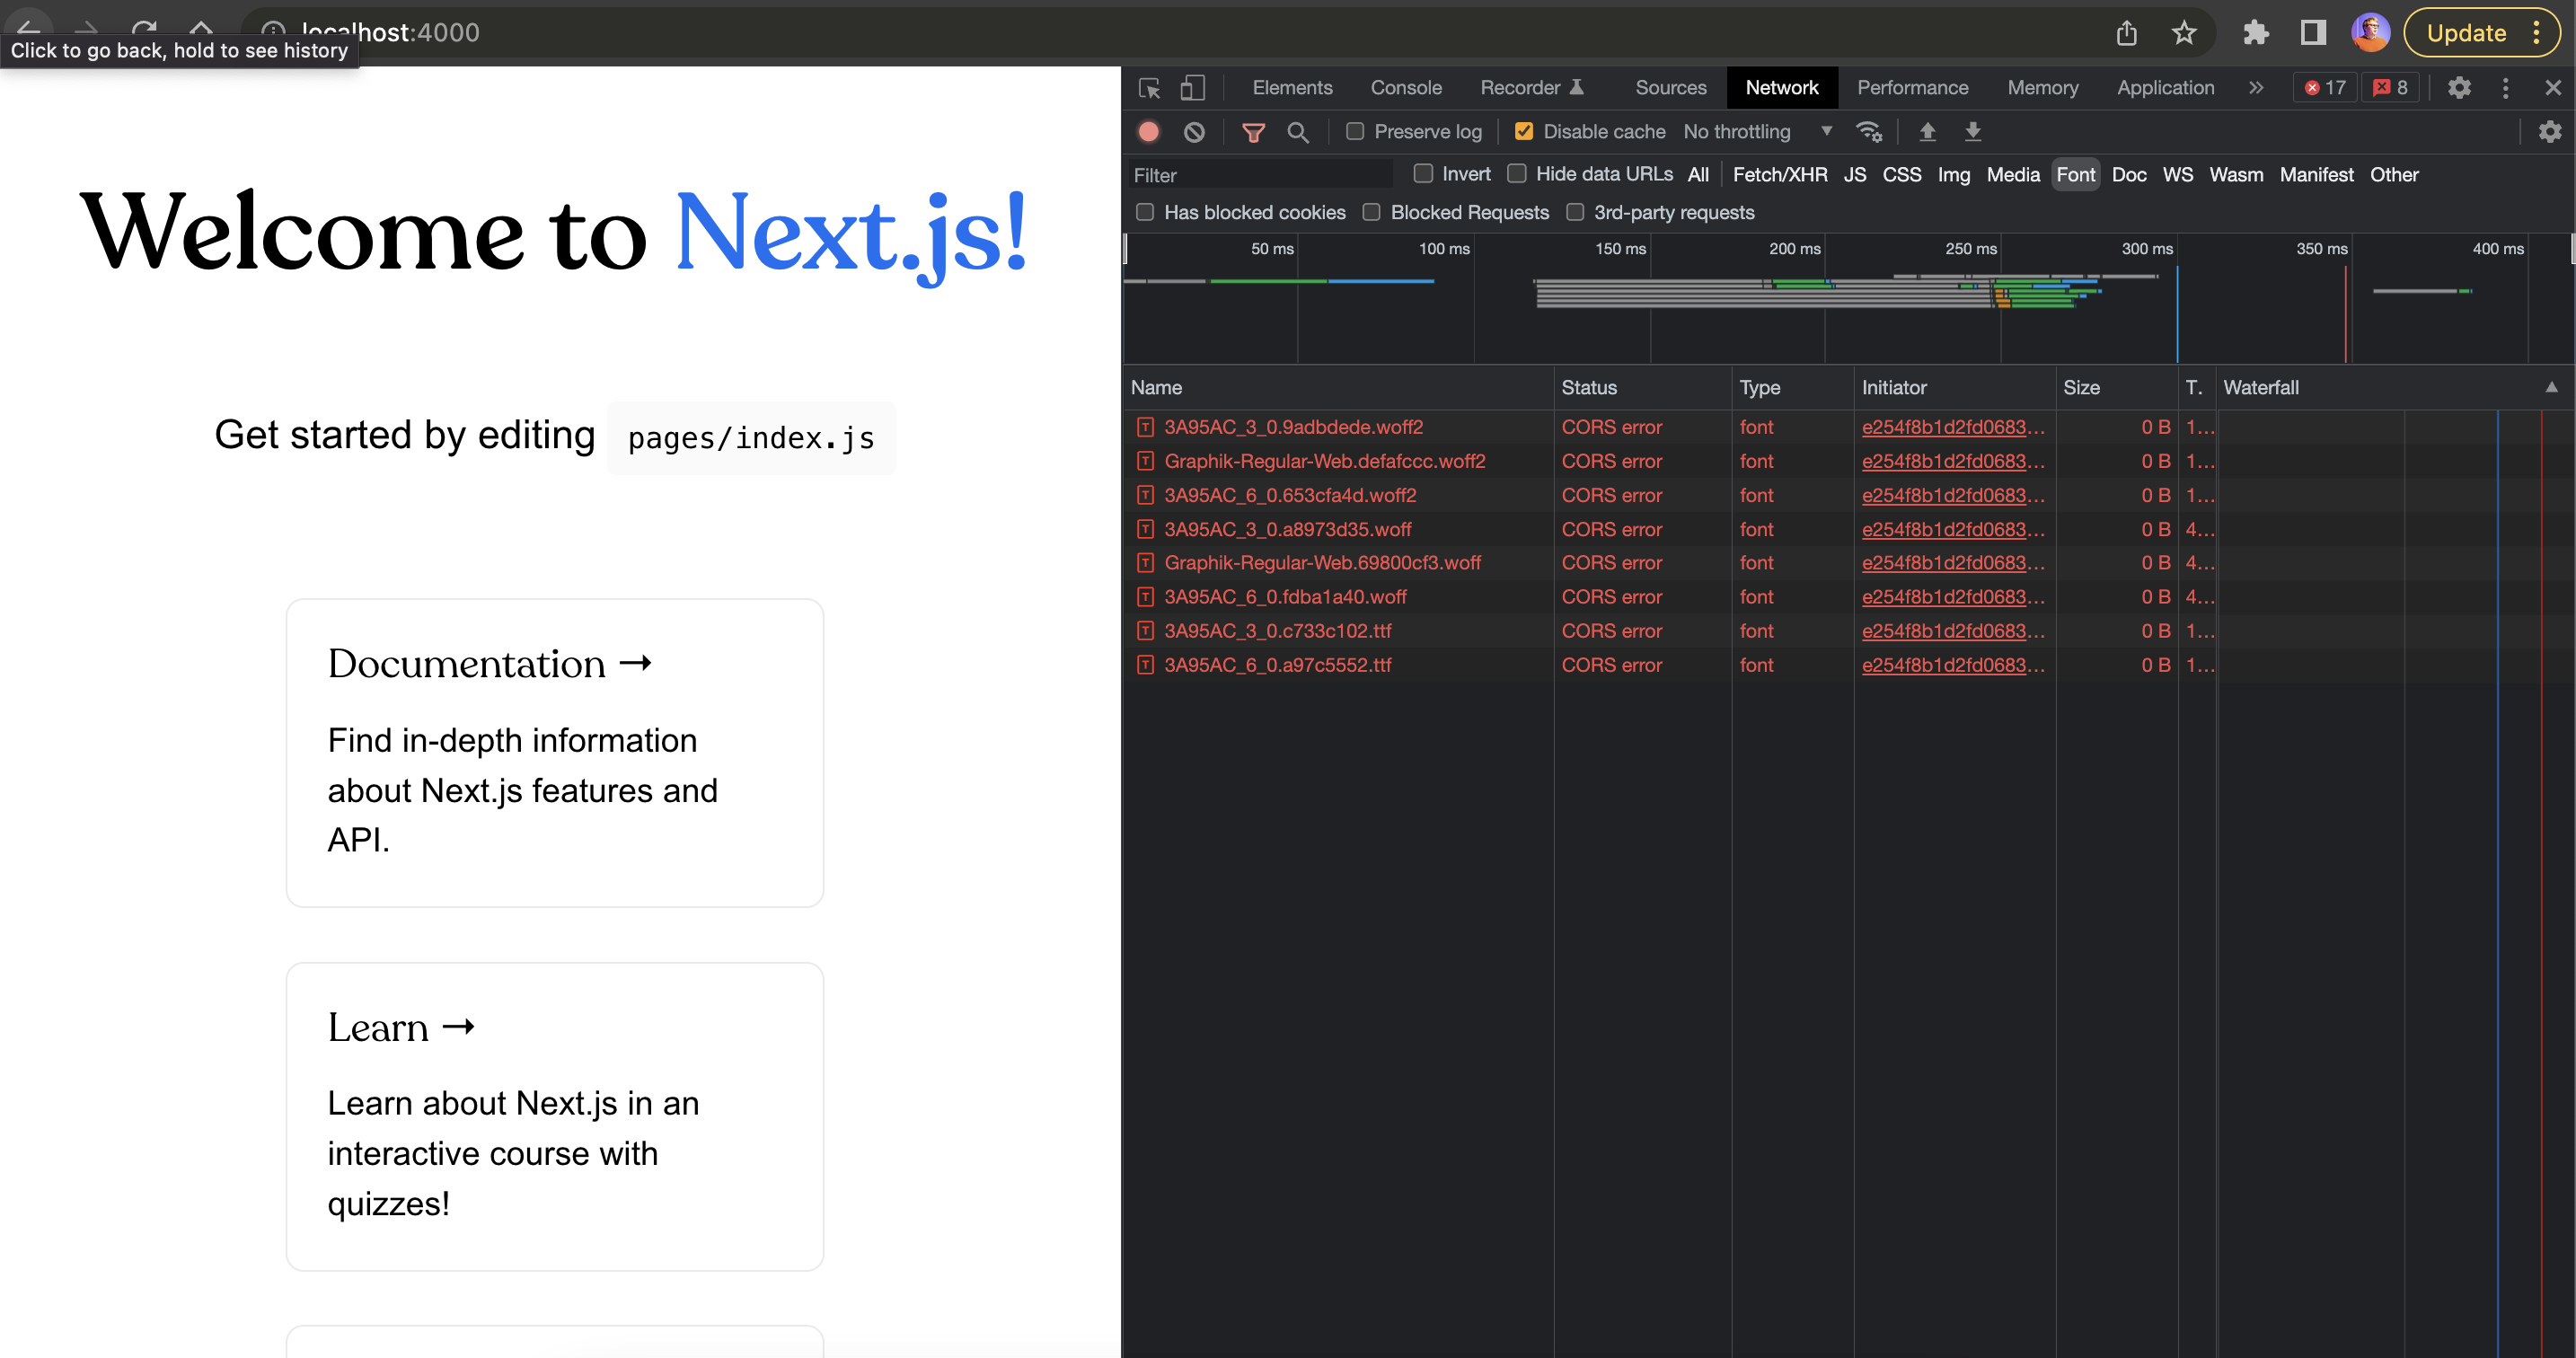 localhost:4000
Update
Click to go back, hold to see history
Welcome to Next.js!
Get started by editing pages/index.js
Documentation →
Find in-depth information
about Next.js features and
API.
Learn →
Learn about Next.js in an
interactive course with
quizzes!
Elements Console Recorder Sources Network Performance Memory Application » 17 8
Preserve log Disable cache No throttling
Filter Invert Hide data URLs All Fetch/XHR JS CSS Img Media Font Doc WS Wasm Manifest Other
Has blocked cookies Blocked Requests 3rd-party requests
50 ms 100 ms 150 ms 200 ms 250 ms 300 ms 350 ms 400 ms
Name Status Type Initiator Size T. Waterfall
3A95AC_3_0.9adbdede.woff2 CORS error font e254f8b1d2fd0683… 0 B 1…
Graphik-Regular-Web.defafccc.woff2 CORS error font e254f8b1d2fd0683… 0 B 1…
3A95AC_6_0.653cfa4d.woff2 CORS error font e254f8b1d2fd0683… 0 B 1…
3A95AC_3_0.a8973d35.woff CORS error font e254f8b1d2fd0683… 0 B 4…
Graphik-Regular-Web.69800cf3.woff CORS error font e254f8b1d2fd0683… 0 B 4…
3A95AC_6_0.fdba1a40.woff CORS error font e254f8b1d2fd0683… 0 B 4…
3A95AC_3_0.c733c102.ttf CORS error font e254f8b1d2fd0683… 0 B 1…
3A95AC_6_0.a97c5552.ttf CORS error font e254f8b1d2fd0683… 0 B 1…